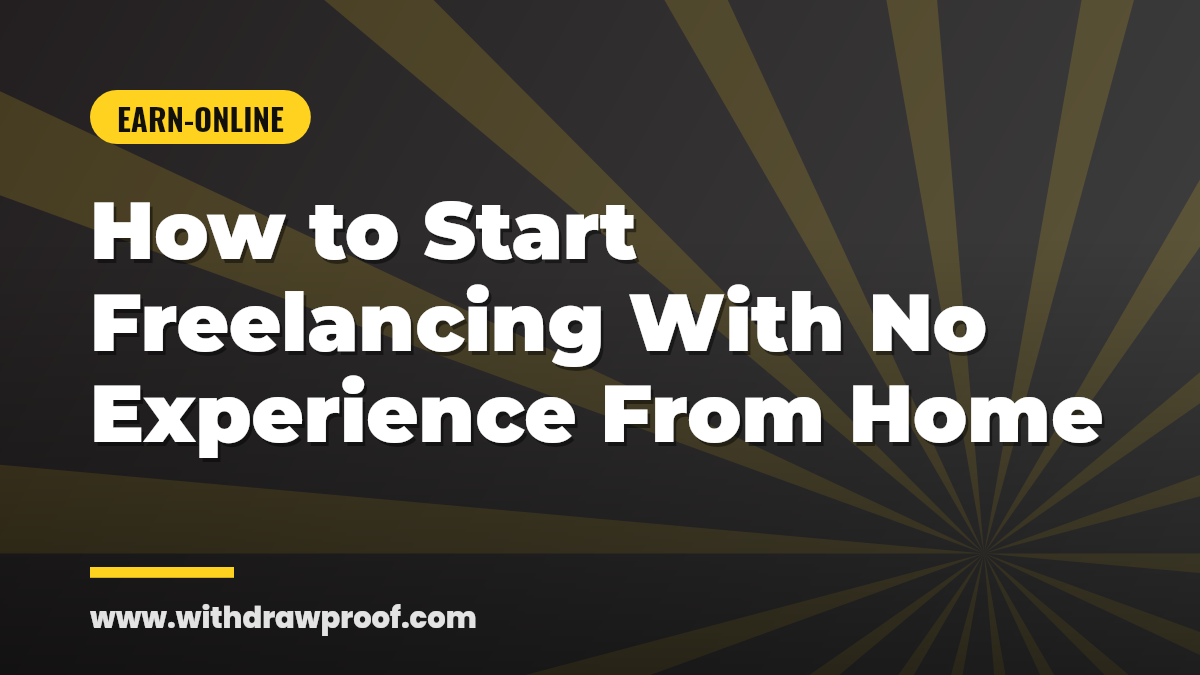 EARN-ONLINE
How to Start
Freelancing With No
Experience From Home
www.withdrawproof.com